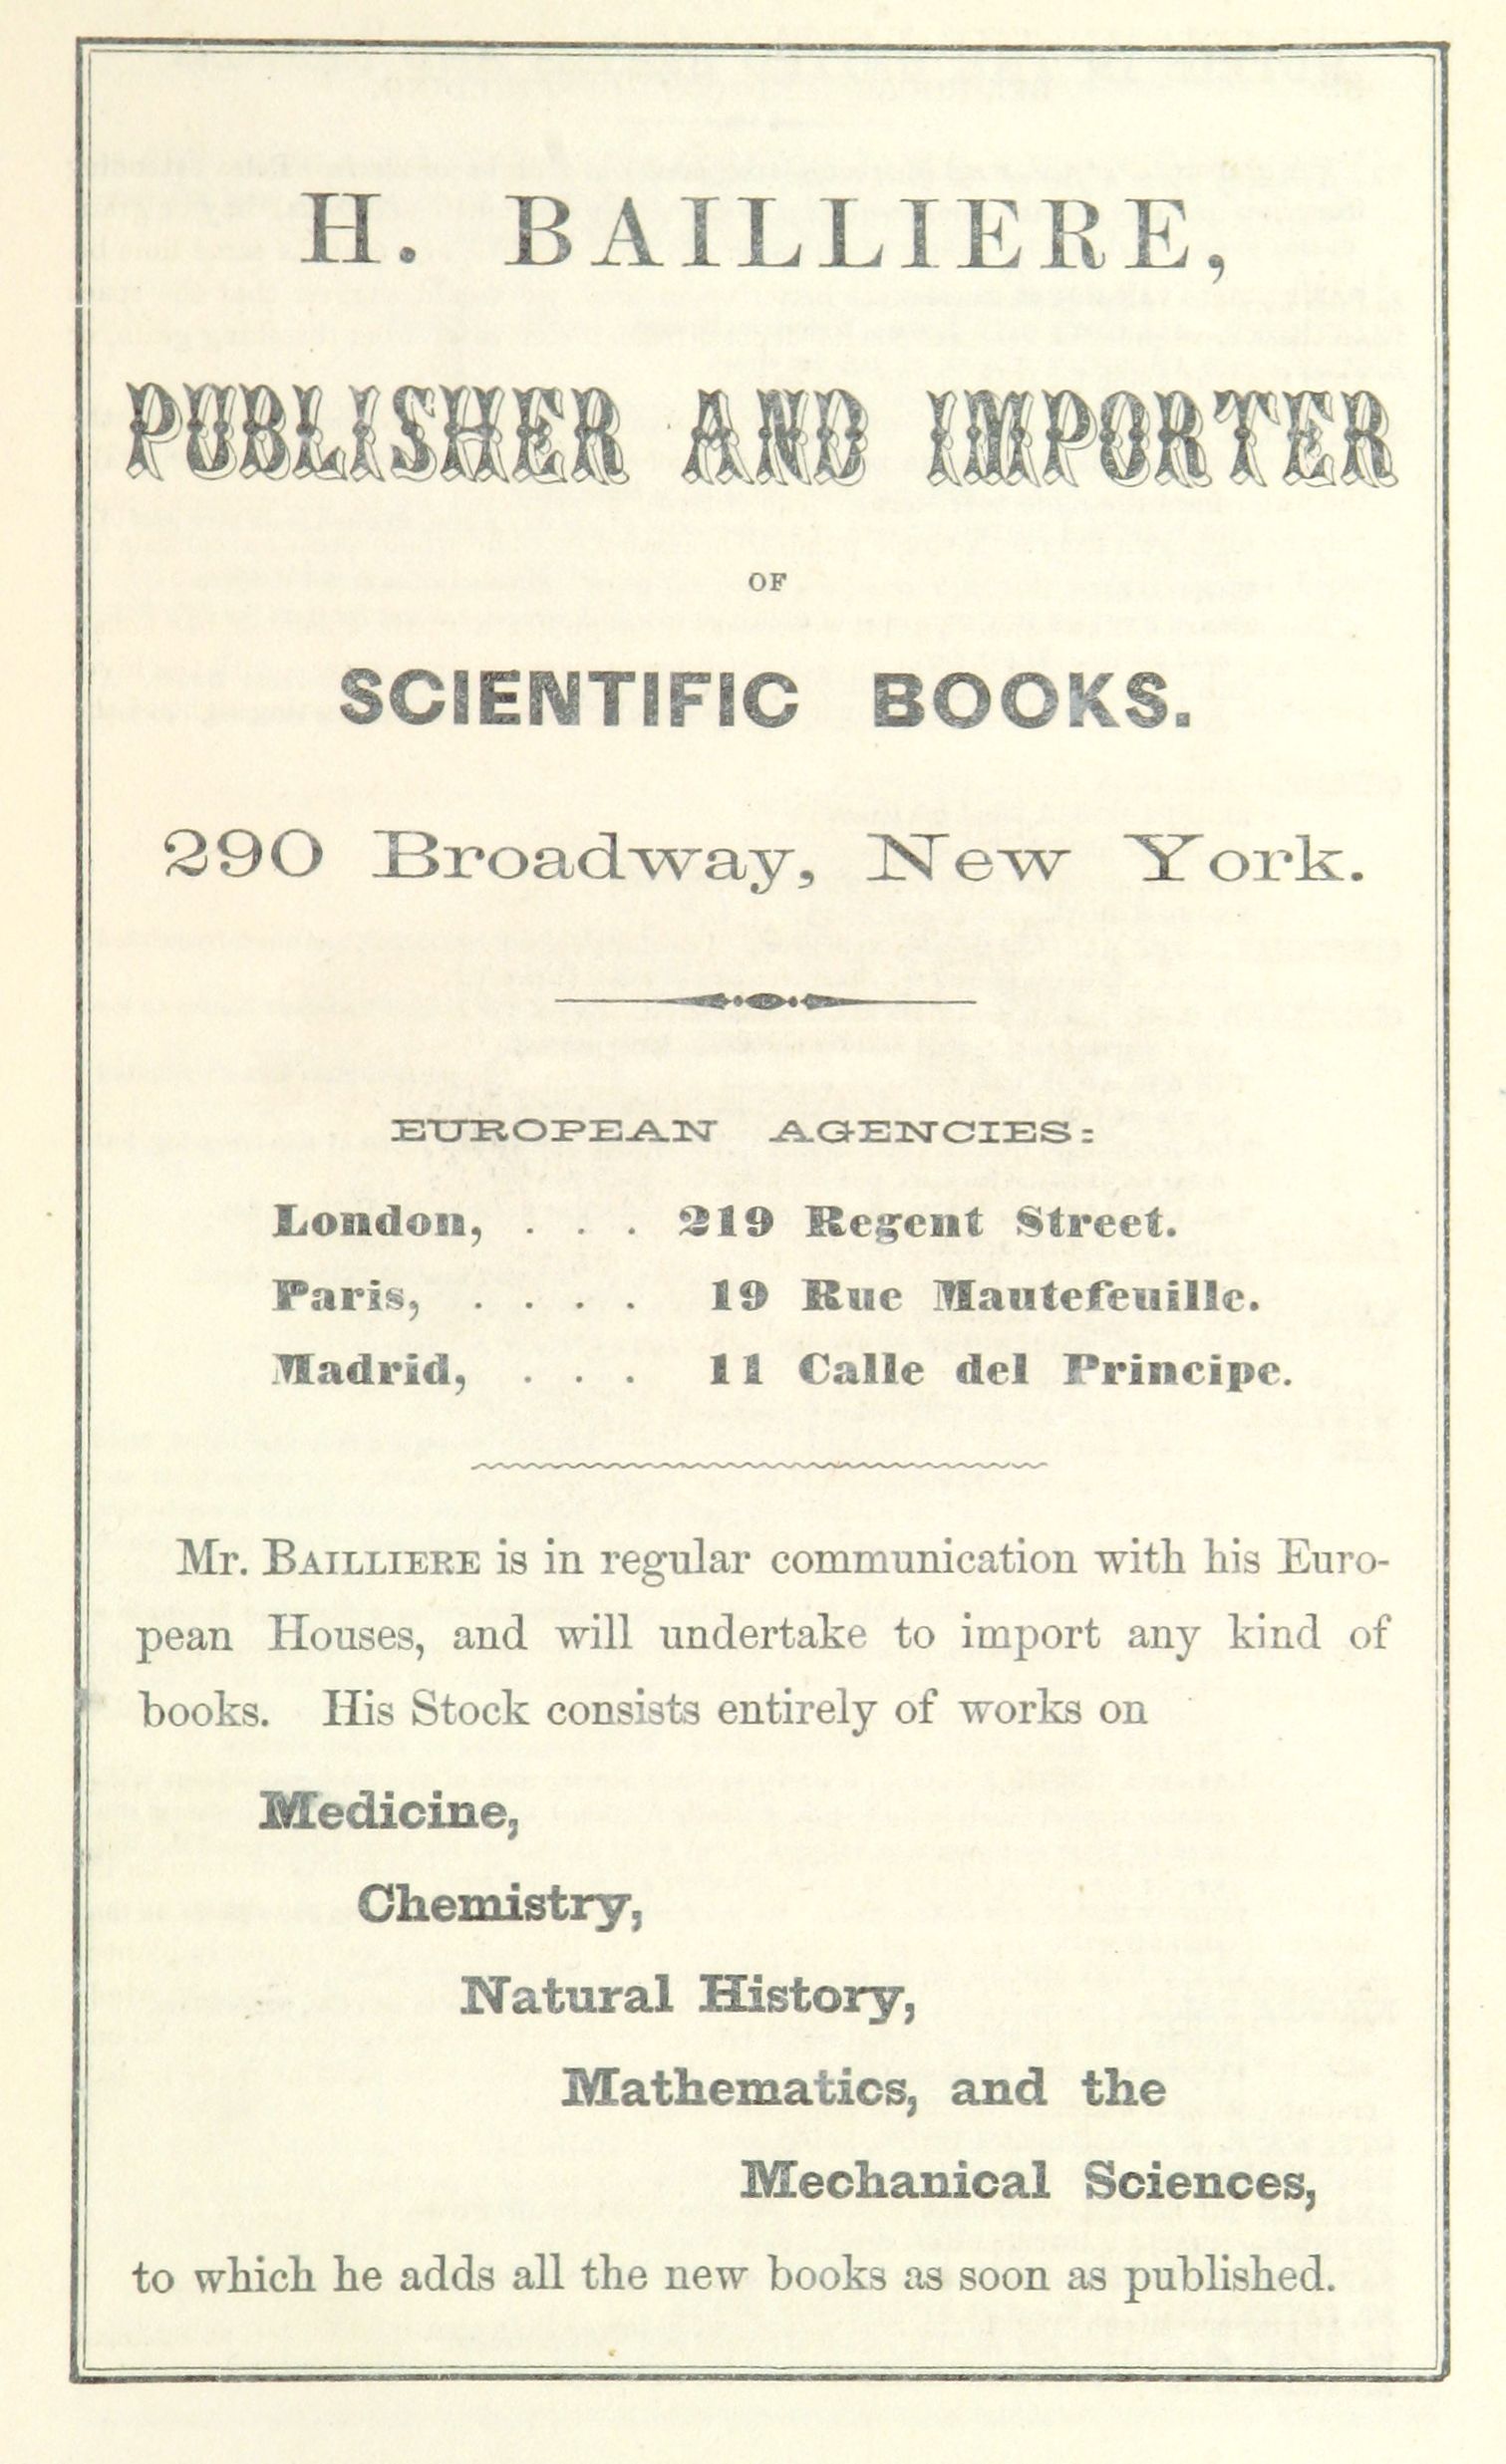 H. BAILLIERE,
PUBLISHER AND IMPORTER
OF
SCIENTIFIC BOOKS.
290 Broadway, New York.
EUROPEAN AGENCIES:
London, . . . 219 Regent Street.
Paris, . . . . 19 Rue Mautefeuille.
Madrid, . . . 11 Calle del Principe.
Mr. BAILLIERE is in regular communication with his Euro-
pean Houses, and will undertake to import any kind of
books. His Stock consists entirely of works on
Medicine,
Chemistry,
Natural History,
Mathematics, and the
Mechanical Sciences,
to which he adds all the new books as soon as published.